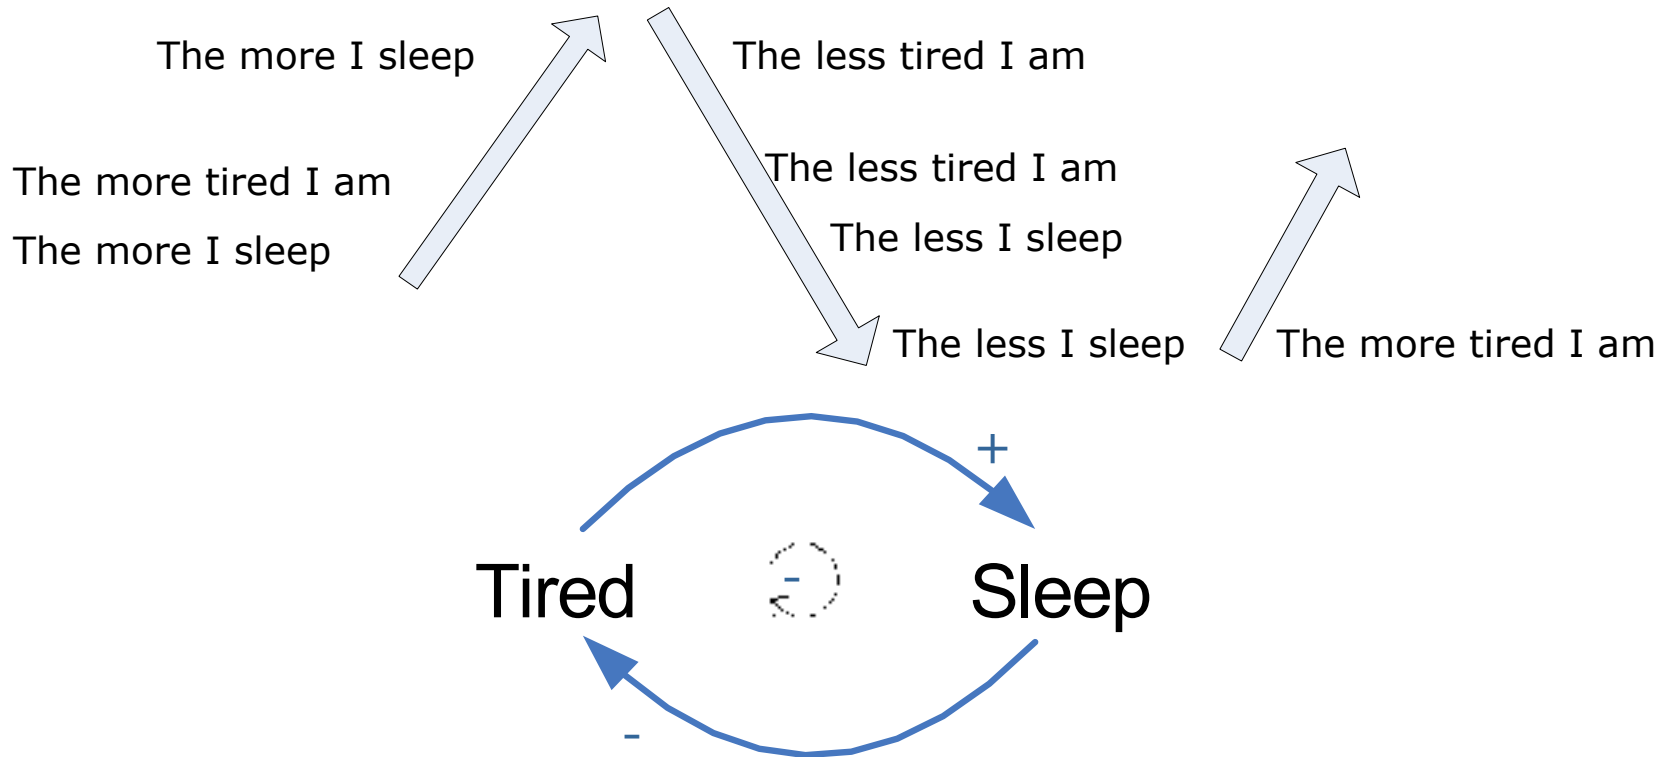 The more I sleep
The less tired I am
The more tired I am
The less tired I am
The more I sleep
The less I sleep
The less I sleep
The more tired I am
+
Tired
-
Sleep
-